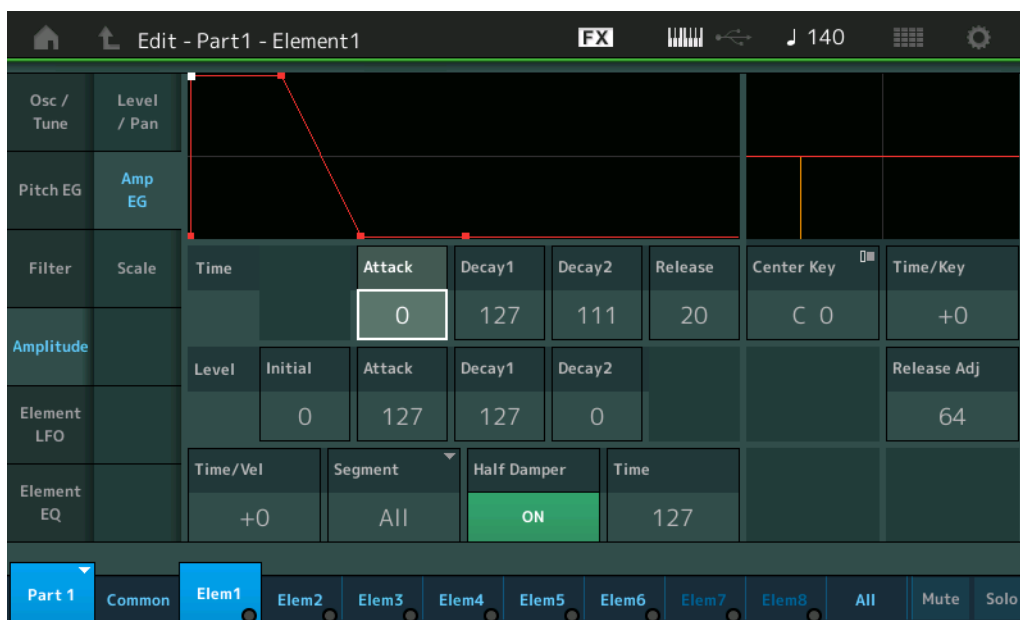 Edit - Part1 - Element1
FX
♩ 140
Osc /
Tune
Level
/ Pan
Pitch EG
Amp
EG
Filter
Scale
Time
Attack
Decay1
Decay2
Release
Center Key
Time/Key
0
127
111
20
C 0
+0
Amplitude
Level
Initial
Attack
Decay1
Decay2
Release Adj
0
127
127
0
64
Element
LFO
Time/Vel
Segment
Half Damper
Time
Element
EQ
+0
All
ON
127
Part 1
Common
Elem1
Elem2
Elem3
Elem4
Elem5
Elem6
Elem7
Elem8
All
Mute
Solo